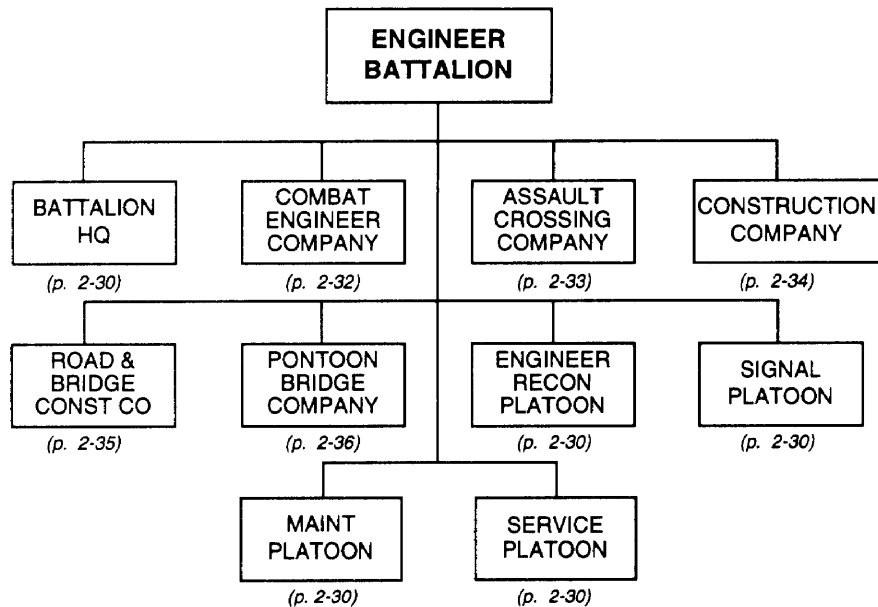 ENGINEER
BATTALION
BATTALION
HQ
(p. 2-30)
COMBAT
ENGINEER
COMPANY
(p. 2-32)
ASSAULT
CROSSING
COMPANY
(p. 2-33)
CONSTRUCTION
COMPANY
(p. 2-34)
ROAD &
BRIDGE
CONST CO
(p. 2-35)
PONTOON
BRIDGE
COMPANY
(p. 2-36)
ENGINEER
RECON
PLATOON
(p. 2-30)
SIGNAL
PLATOON
(p. 2-30)
MAINT
PLATOON
(p. 2-30)
SERVICE
PLATOON
(p. 2-30)